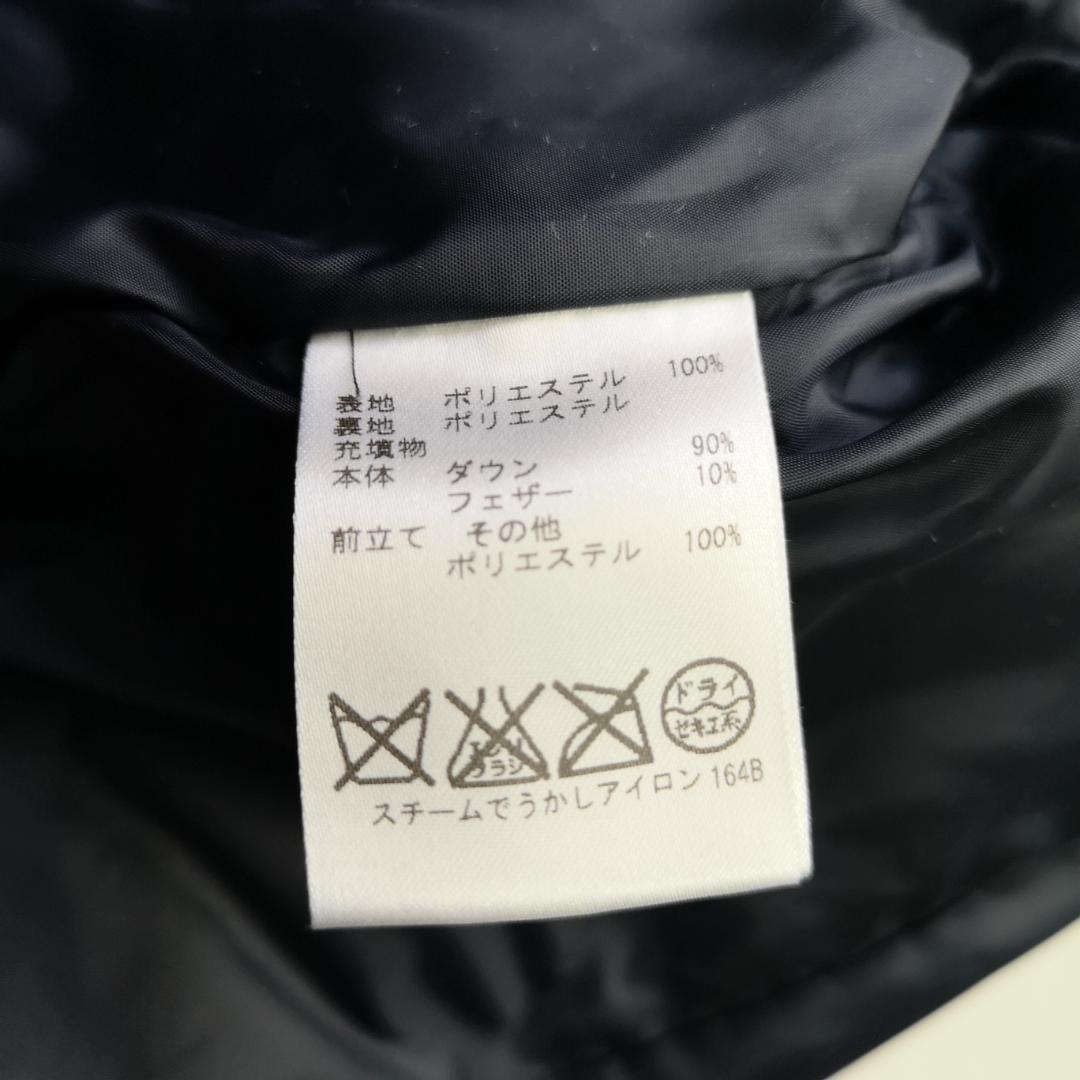 表地 ポリエステル 100%
裏地 ポリエステル
充填物
本体 ダウン 90%
フェザー 10%
前立て その他
ポリエステル 100%
エンソ
ブラシ
ドライ
セキユ系
スチームでうかしアイロン 164B